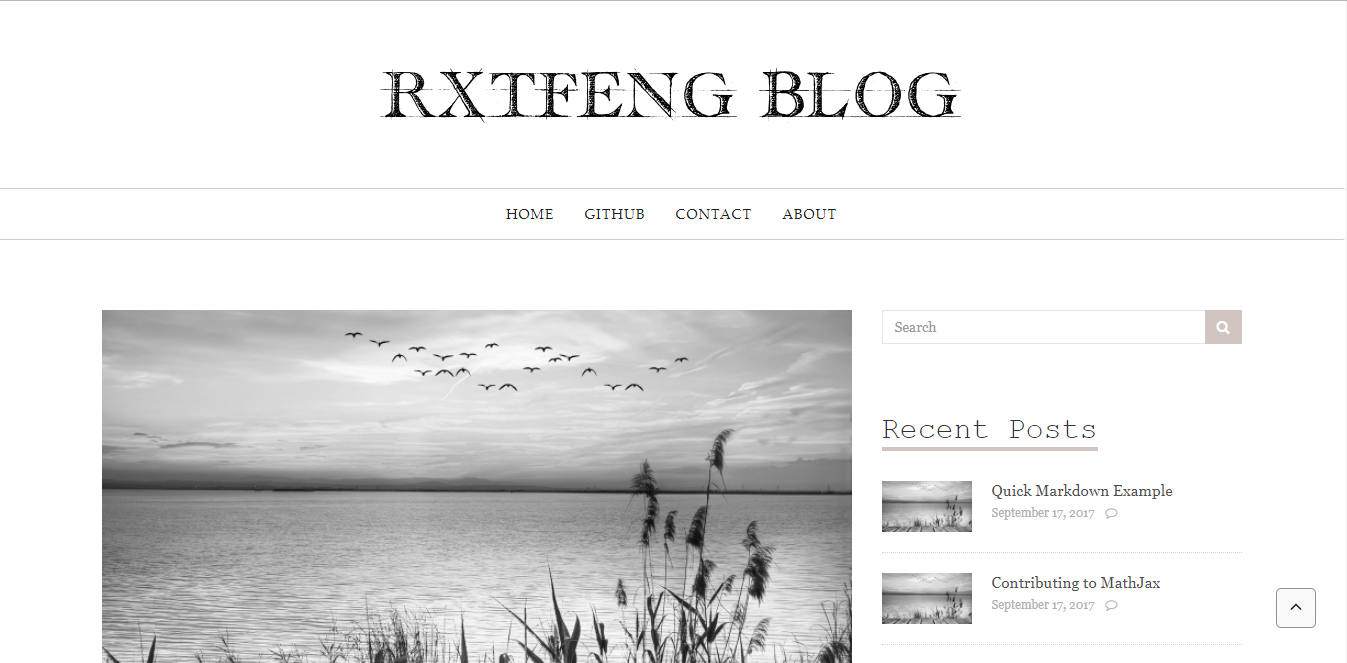 RXTFENG BLOG
HOME GITHUB CONTACT ABOUT
Search
Recent Posts
Quick Markdown Example
September 17, 2017
Contributing to MathJax
September 17, 2017